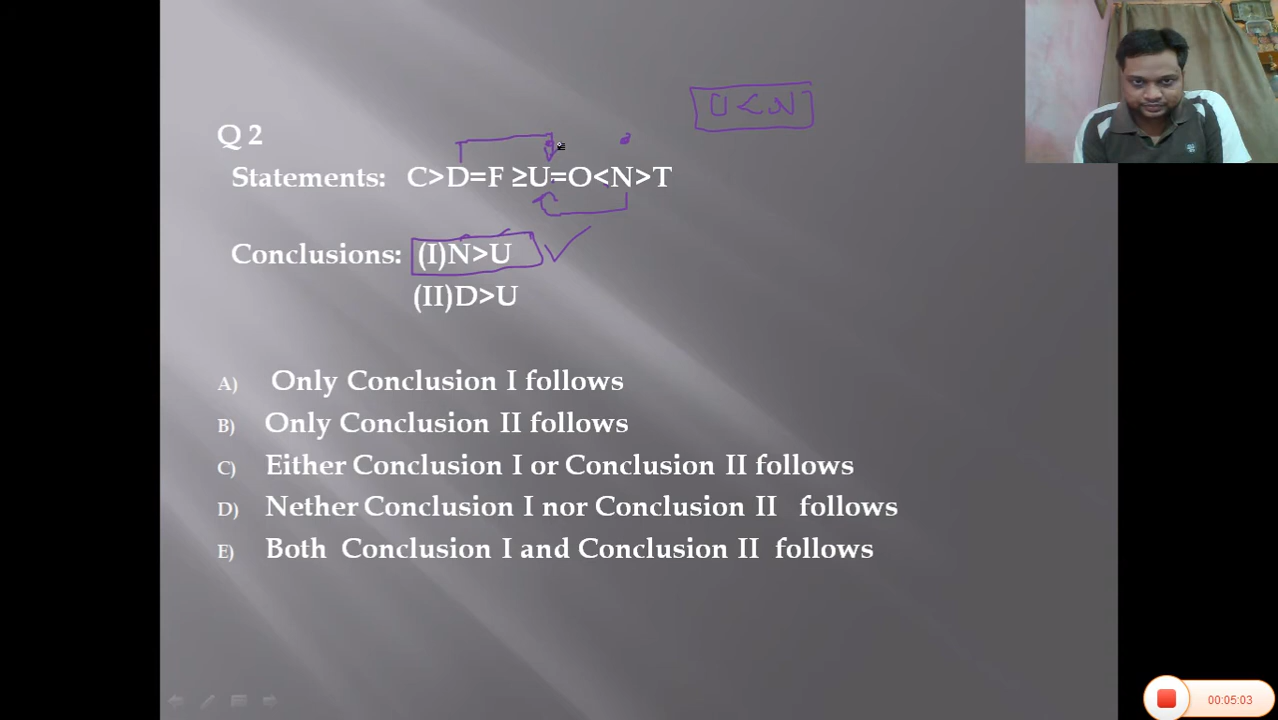 U<N
Q 2
Statements: C>D=F ≥U=O<N>T
Conclusions: (I)N>U
(II)D>U
A) Only Conclusion I follows
B) Only Conclusion II follows
C) Either Conclusion I or Conclusion II follows
D) Nether Conclusion I nor Conclusion II follows
E) Both Conclusion I and Conclusion II follows
00:05:03